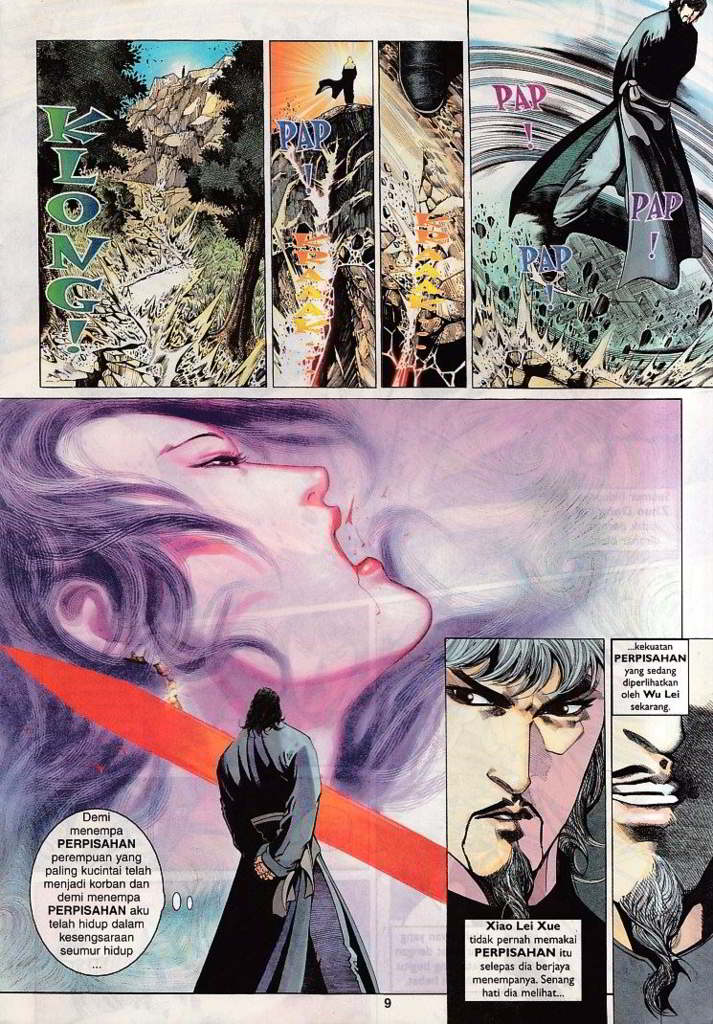 KLONG!
PAP
KRAAK
KRAAK
PAP
!
PAP
!
PAP
!
Demi
menempa
PERPISAHAN
perempuan yang
paling kucintai telah
menjadi korban dan
demi menempa
PERPISAHAN aku
telah hidup dalam
kesengsaraan
seumur hidup
...
Xiao Lei Xue
tidak pernah memakai
PERPISAHAN itu
selepas dia berjaya
menempanya. Senang
hati dia melihat...
...kekuatan
PERPISAHAN
yang sedang
diperlihatkan
oleh Wu Lei
sekarang.
9